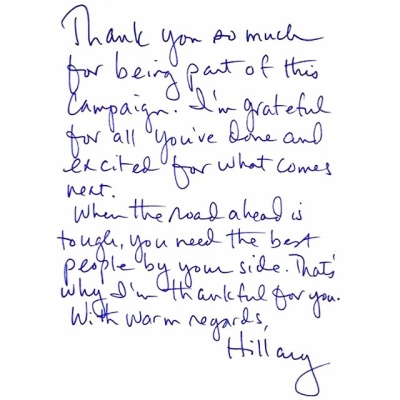 Thank you so much
for being part of this
campaign. I'm grateful
for all you've done and
excited for what comes
next.
When the road ahead is
tough, you need the best
people by your side. That's
why I'm thankful for you.
With warm regards,
Hillary